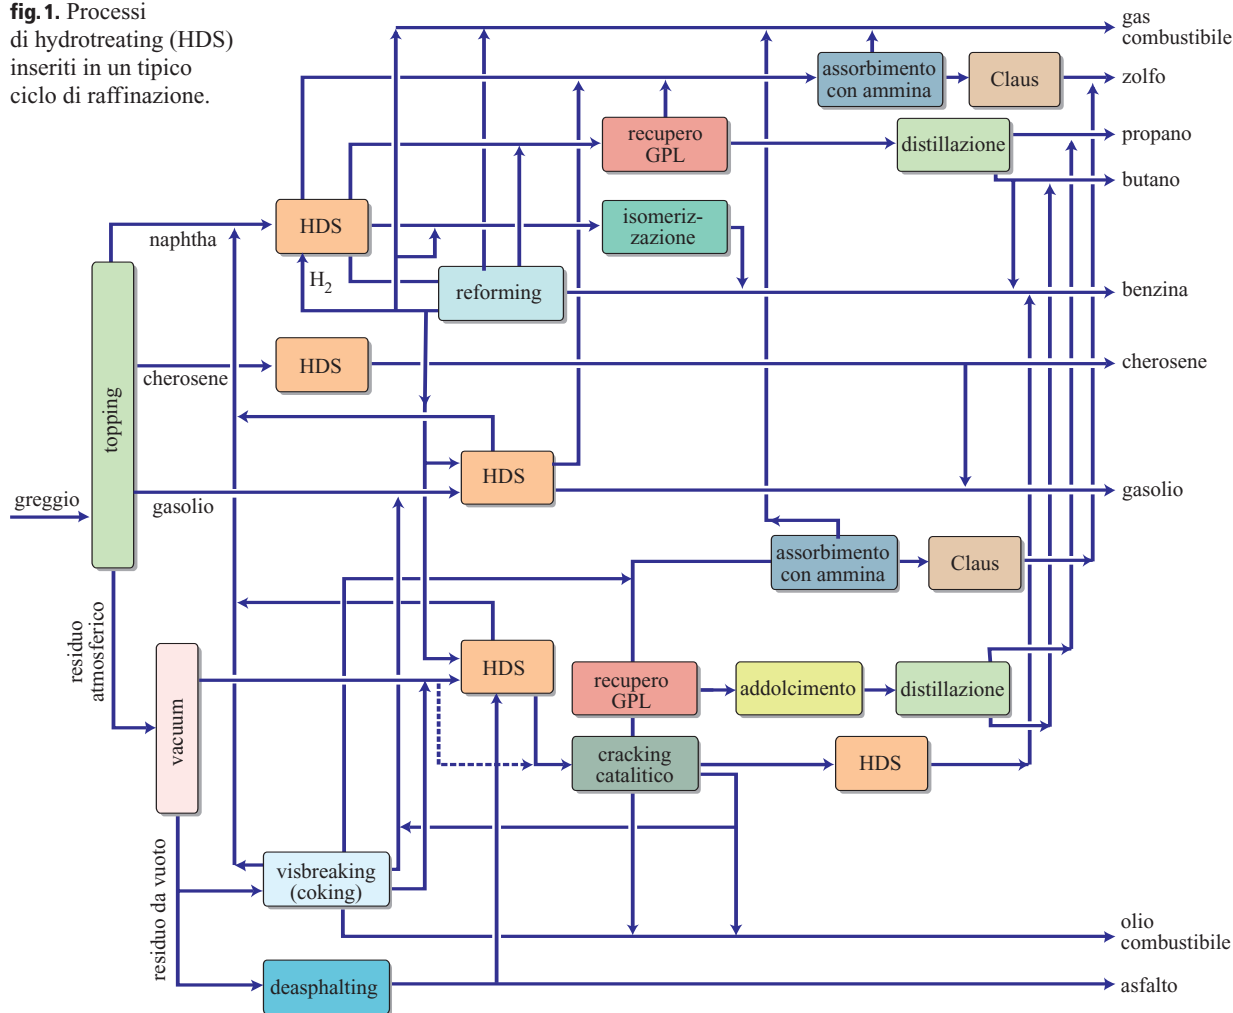 fig. 1. Processi
di hydrotreating (HDS)
inseriti in un tipico
ciclo di raffinazione.
gas
combustibile
assorbimento
con ammina
Claus
zolfo
recupero
GPL
distillazione
propano
butano
naphtha
HDS
isomeriz-
zazione
H2
reforming
benzina
topping
cherosene
HDS
cherosene
greggio
gasolio
HDS
gasolio
assorbimento
con ammina
Claus
residuo
atmosferico
vacuum
HDS
recupero
GPL
addolcimento
distillazione
cracking
catalitico
HDS
residuo da vuoto
visbreaking
(coking)
olio
combustibile
deasphalting
asfalto